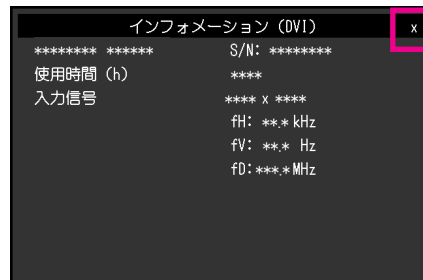 インフォメーション (DVI) x
******** ****** S/N: ********
使用時間 (h) ****
入力信号 **** x ****
fH: **.* kHz
fV: **.* Hz
fD: ***.* MHz